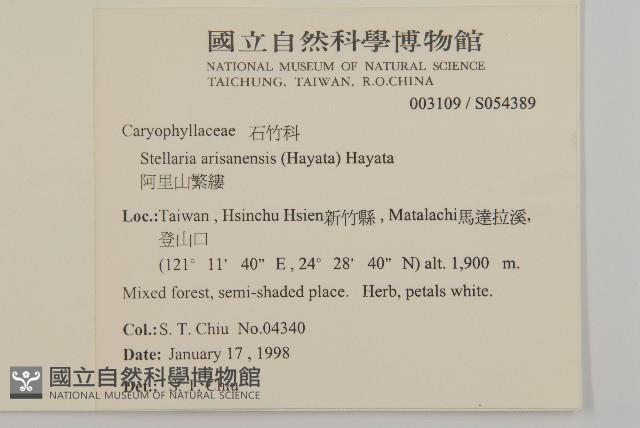 國立自然科學博物館
NATIONAL MUSEUM OF NATURAL SCIENCE
TAICHUNG, TAIWAN, R.O.CHINA
003109 / S054389
Caryophyllaceae 石竹科
Stellaria arisanensis (Hayata) Hayata
阿里山繁縷
Loc.:Taiwan , Hsinchu Hsien新竹縣 , Matalachi馬達拉溪,
登山口
(121° 11' 40" E , 24° 28' 40" N) alt. 1,900 m.
Mixed forest, semi-shaded place. Herb, petals white.
Col.: S. T. Chiu No.04340
Date: January 17 , 1998
Det.: S. T. Chiu
國立自然科學博物館
NATIONAL MUSEUM OF NATURAL SCIENCE